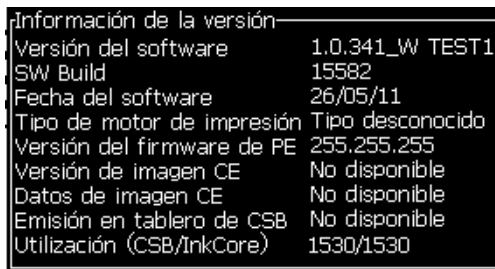 Información de la versión
Versión del software 1.0.341_W TEST1
SW Build 15582
Fecha del software 26/05/11
Tipo de motor de impresión Tipo desconocido
Versión del firmware de PE 255.255.255
Versión de imagen CE No disponible
Datos de imagen CE No disponible
Emisión en tablero de CSB No disponible
Utilización (CSB/InkCore) 1530/1530